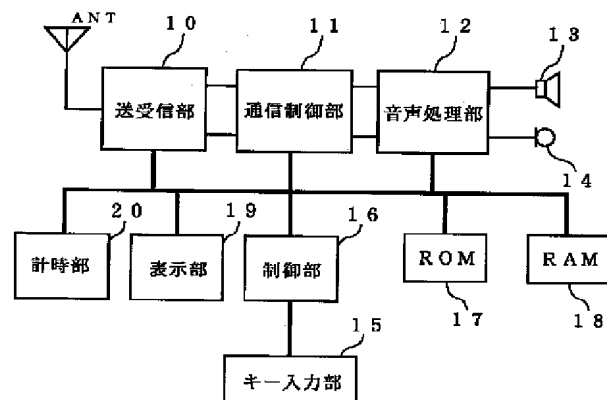 ANT
10
11
12
13
送受信部
通信制御部
音声処理部
14
20
19
16
計時部
表示部
制御部
ROM
RAM
17
18
15
キー入力部